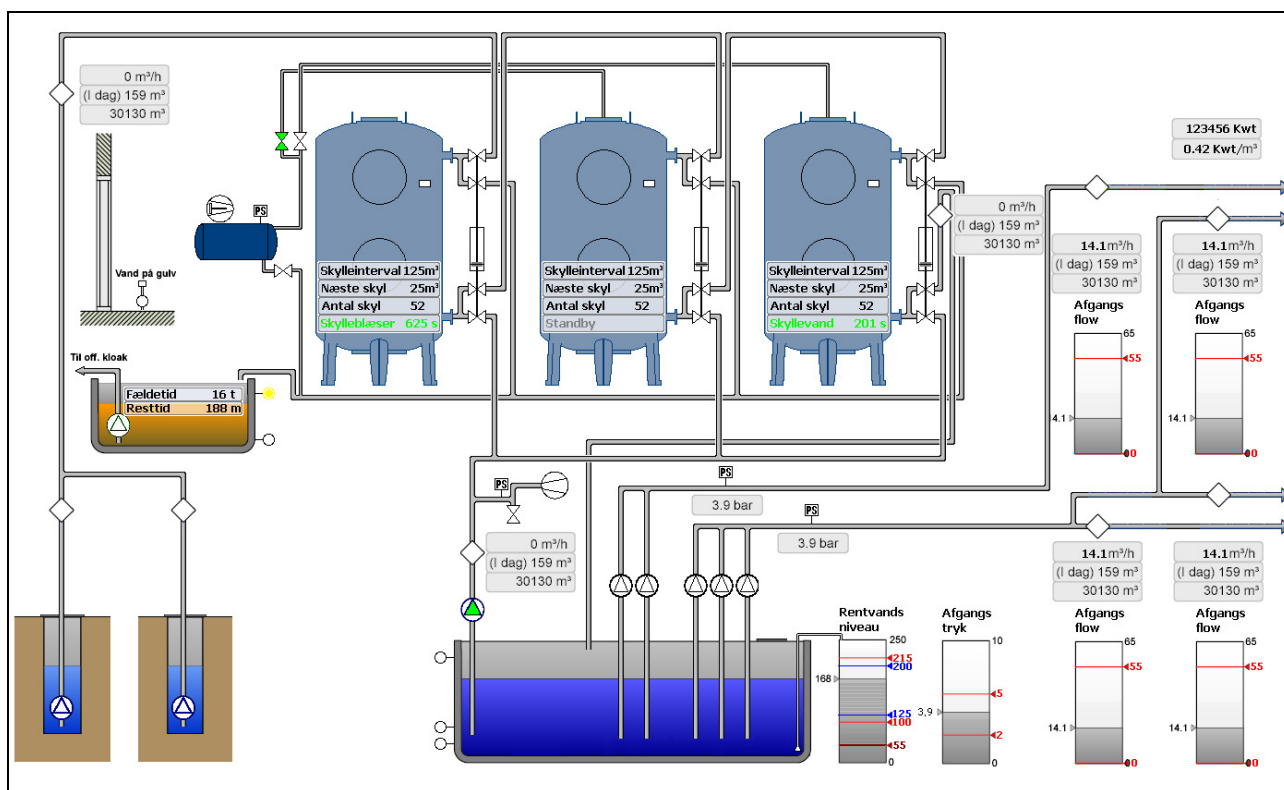 0 m³/h
(I dag) 159 m³
30130 m³
PS
Vand på gulv
Til off. kloak
Fældetid 16 t
Resttid 188 m
Skylleinterval 125m³
Næste skyl 25m³
Antal skyl 52
Skylleblæser 625 s
Skylleinterval 125m³
Næste skyl 25m³
Antal skyl 52
Standby
Skylleinterval 125m³
Næste skyl 25m³
Antal skyl 52
Skyllevand 201 s
0 m³/h
(I dag) 159 m³
30130 m³
123456 Kwt
0.42 Kwt/m³
14.1m³/h
(I dag) 159 m³
30130 m³
Afgangs
flow
65
55
14.1
0
14.1m³/h
(I dag) 159 m³
30130 m³
Afgangs
flow
65
55
14.1
0
PS
PS
3.9 bar
PS
3.9 bar
0 m³/h
(I dag) 159 m³
30130 m³
Rentvands
niveau
250
215
200
168
125
100
55
0
Afgangs
tryk
10
5
3,9
2
0
14.1m³/h
(I dag) 159 m³
30130 m³
Afgangs
flow
65
55
14.1
0
14.1m³/h
(I dag) 159 m³
30130 m³
Afgangs
flow
65
55
14.1
0